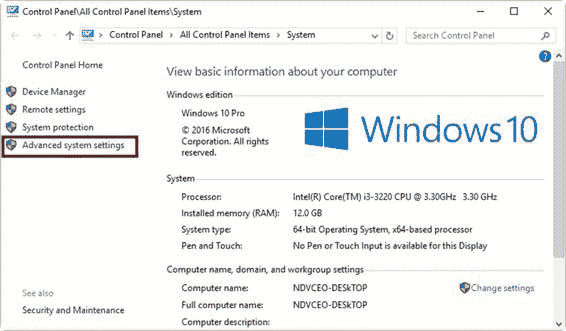 Control Panel\All Control Panel Items\System
Control Panel > All Control Panel Items > System
Search Control Panel
Control Panel Home
Device Manager
Remote settings
System protection
Advanced system settings
See also
Security and Maintenance
View basic information about your computer
Windows edition
Windows 10 Pro
© 2016 Microsoft
Corporation. All rights
reserved.
Windows 10
System
Processor: Intel(R) Core(TM) i3-3220 CPU @ 3.30GHz 3.30 GHz
Installed memory (RAM): 12.0 GB
System type: 64-bit Operating System, x64-based processor
Pen and Touch: No Pen or Touch Input is available for this Display
Computer name, domain, and workgroup settings
Computer name: NDVCEO-DESkTOP
Change settings
Full computer name: NDVCEO-DESkTOP
Computer description: